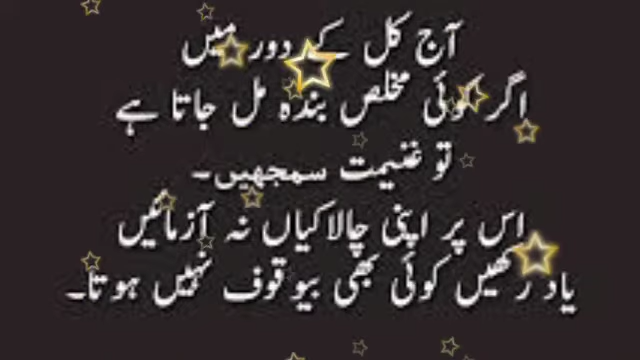 آج کل کے دور میں
اگر کوئی مخلص بندہ مل جاتا ہے
تو غنیمت سمجھیں۔
اس پر اپنی چالاکیاں نہ آزمائیں
یاد رکھیں کوئی بھی بیوقوف نہیں ہوتا۔